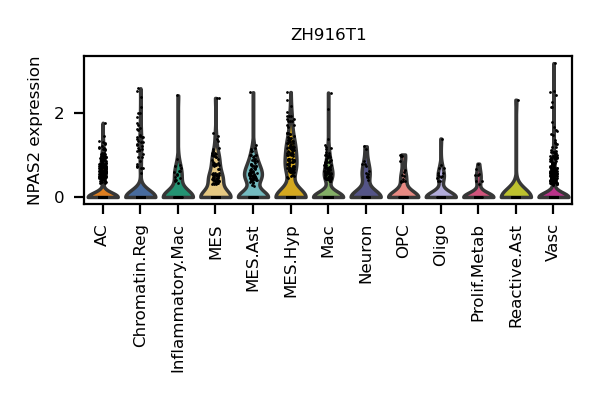 ZH916T1
NPAS2 expression
2
0
AC
Chromatin.Reg
Inflammatory.Mac
MES
MES.Ast
MES.Hyp
Mac
Neuron
OPC
Oligo
Prolif.Metab
Reactive.Ast
Vasc